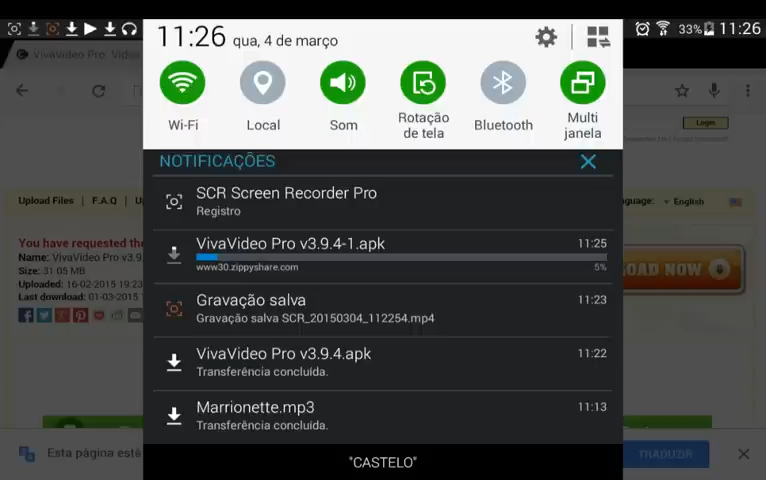 11:26 qua, 4 de março
33% 11:26
VivaVideo Pro: Vídeo
Wi-Fi
Local
Som
Rotação de tela
Bluetooth
Multi janela
Login
NOTIFICAÇÕES
Upload Files | F.A.Q |
English
SCR Screen Recorder Pro
Registro
You have requested the
Name: VivaVideo Pro v3.9
Size: 31.05 MB
Uploaded: 16-02-2015 19:23
Last download: 01-03-2015
VivaVideo Pro v3.9.4-1.apk 11:25
www30.zippyshare.com 5%
OAD NOW
Gravação salva 11:23
Gravação salva SCR_20150304_112254.mp4
VivaVideo Pro v3.9.4.apk 11:22
Transferência concluída.
Marrionette.mp3 11:13
Transferência concluída.
Esta página esté
TRADUZIR
"CASTELO"